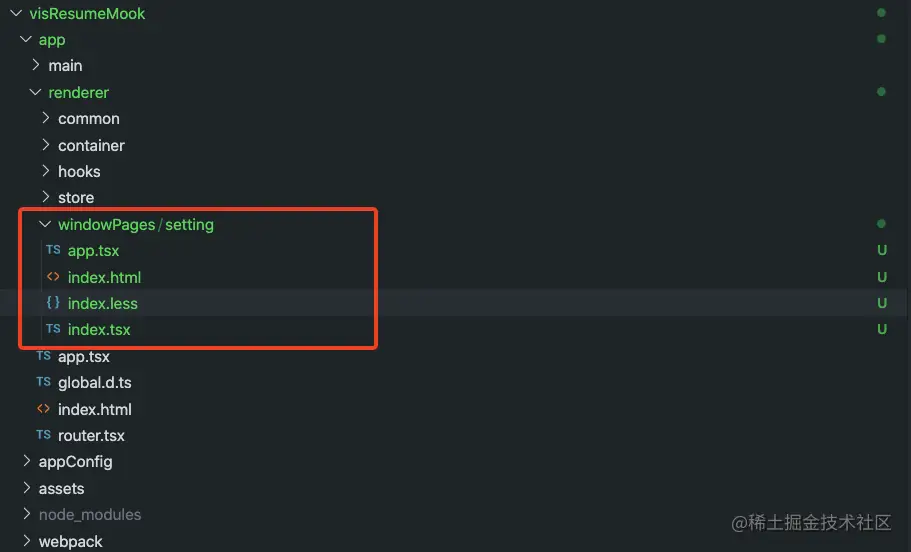 visResumeMook
app
main
renderer
common
container
hooks
store
windowPages/setting
TS app.tsx U
<> index.html U
{} index.less U
TS index.tsx U
TS app.tsx
TS global.d.ts
<> index.html
TS router.tsx
appConfig
assets
node_modules
webpack
@稀土掘金技术社区